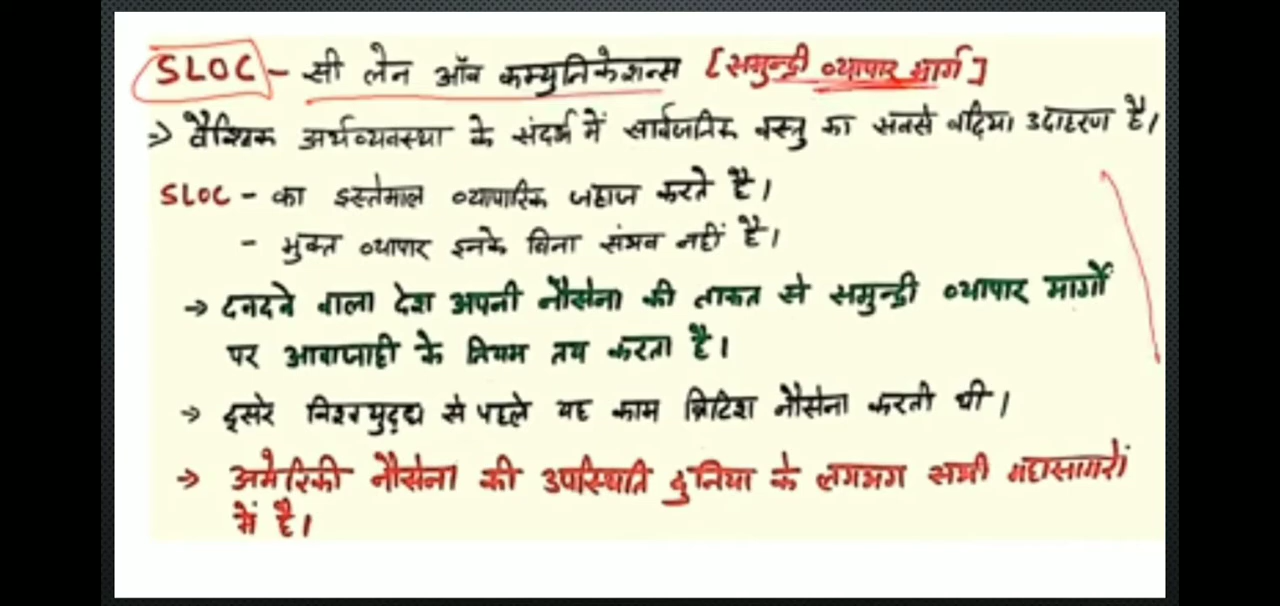 SLOC - सी लेन ऑव कम्युनिकेशन्स [समुन्द्री व्यापार मार्ग]
=> वैश्विक अर्थव्यवस्था के संदर्भ में सार्वजनिक वस्तु का सबसे बढ़िया उदाहरण है।
SLOC - का इस्तेमाल व्यापारिक जहाज करते है।
- मुक्त व्यापार इनके बिना संभव नहीं है।
→ दबदबे वाला देश अपनी नौसेना की ताकत से समुन्द्री व्यापार मार्गों
पर आवाजाही के नियम तय करता है।
→ दूसरे विश्वयुद्ध से पहले यह काम ब्रिटिश नौसेना करती थी।
→ अमेरिकी नौसेना की उपस्थिति दुनिया के लगभग सभी महासागरों
में है।